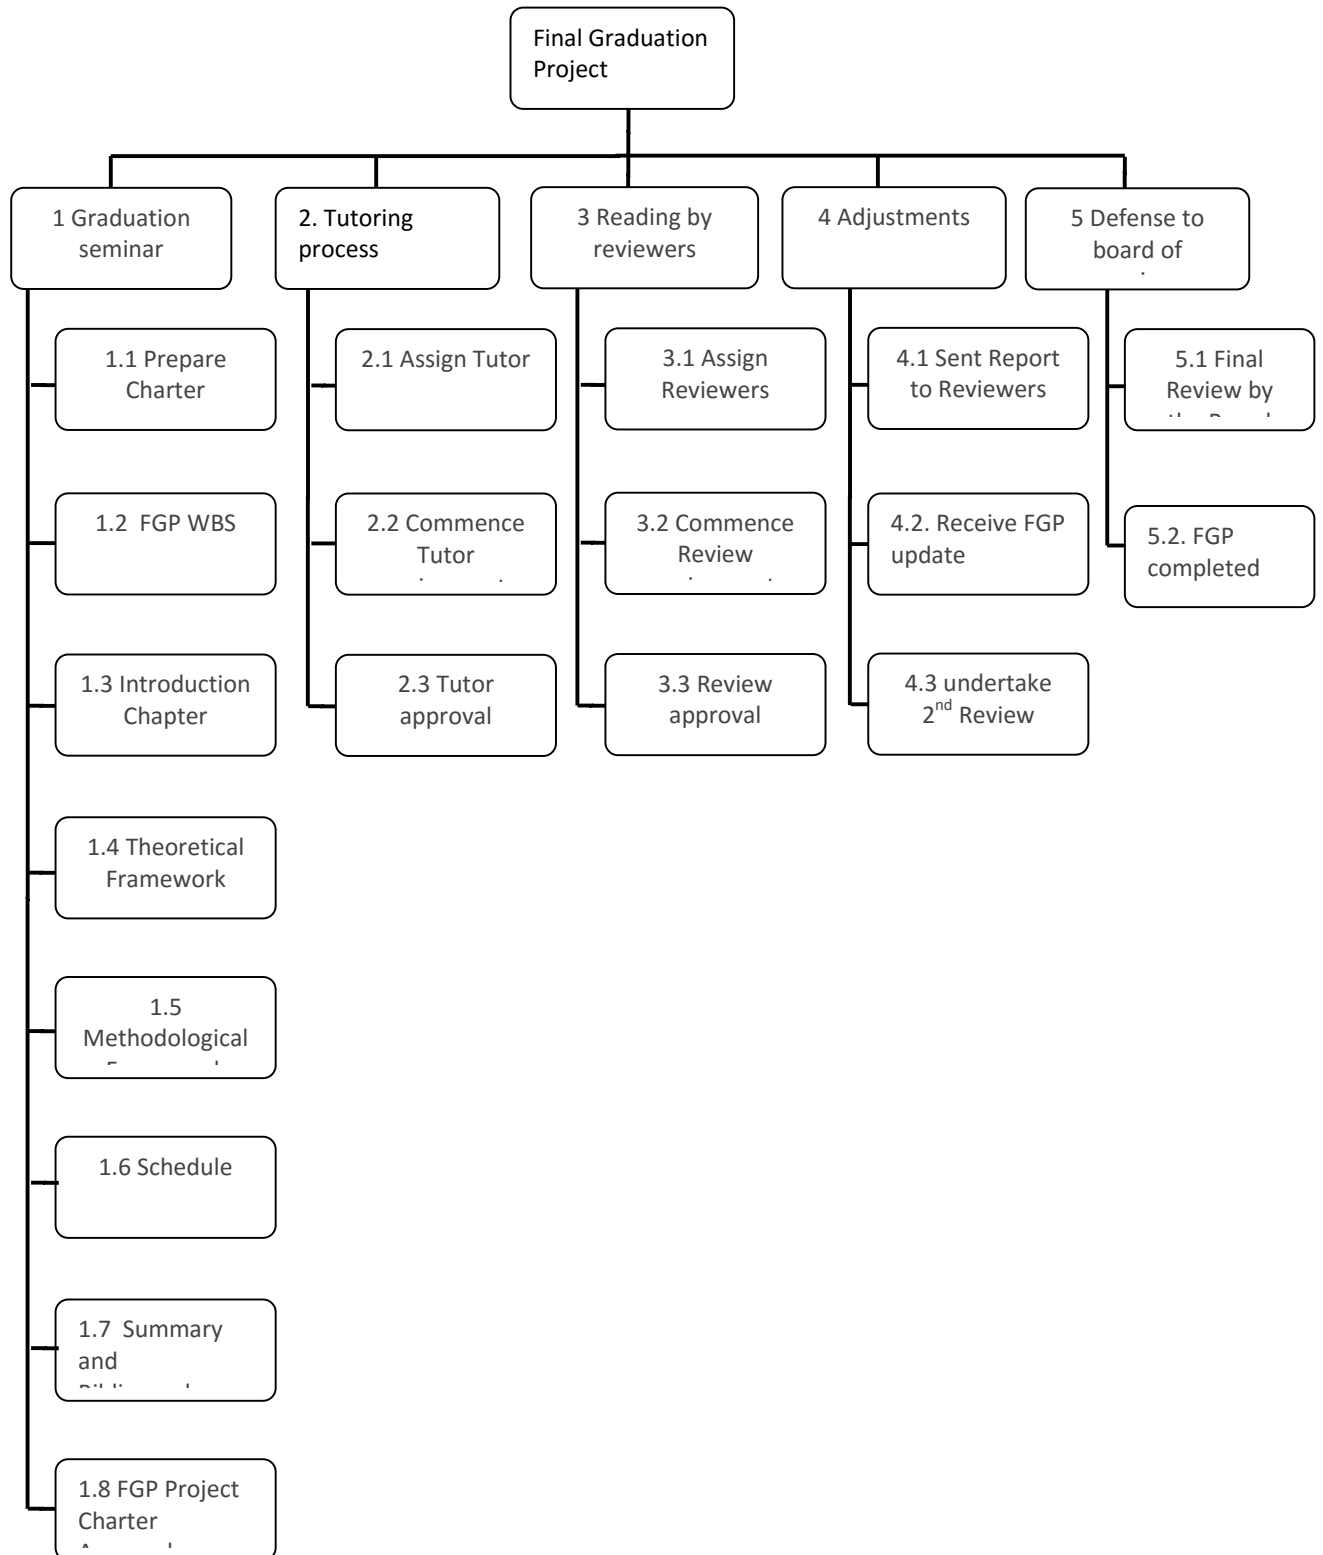 Final Graduation
Project
1 Graduation
seminar
2. Tutoring
process
3 Reading by
reviewers
4 Adjustments
5 Defense to
board of
1.1 Prepare
Charter
1.2  FGP WBS
1.3 Introduction
Chapter
1.4 Theoretical
Framework
1.5
Methodological
1.6 Schedule
1.7  Summary
and
1.8 FGP Project
Charter
2.1 Assign Tutor
2.2 Commence
Tutor
2.3 Tutor
approval
3.1 Assign
Reviewers
3.2 Commence
Review
3.3 Review
approval
4.1 Sent Report
to Reviewers
4.2. Receive FGP
update
4.3 undertake
2nd Review
5.1 Final
Review by
5.2. FGP
completed